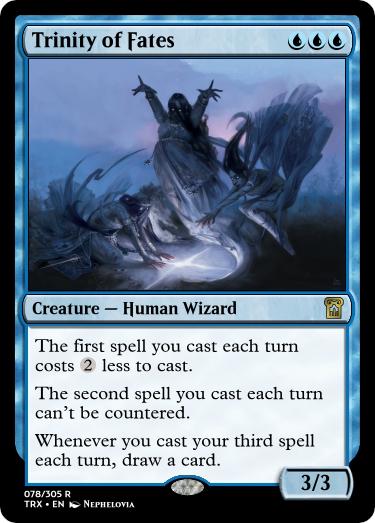 Trinity of Fates
Creature — Human Wizard
The first spell you cast each turn
costs 2 less to cast.
The second spell you cast each turn
can't be countered.
Whenever you cast your third spell
each turn, draw a card.
3/3
078/305 R
TRX • EN Nephelovia